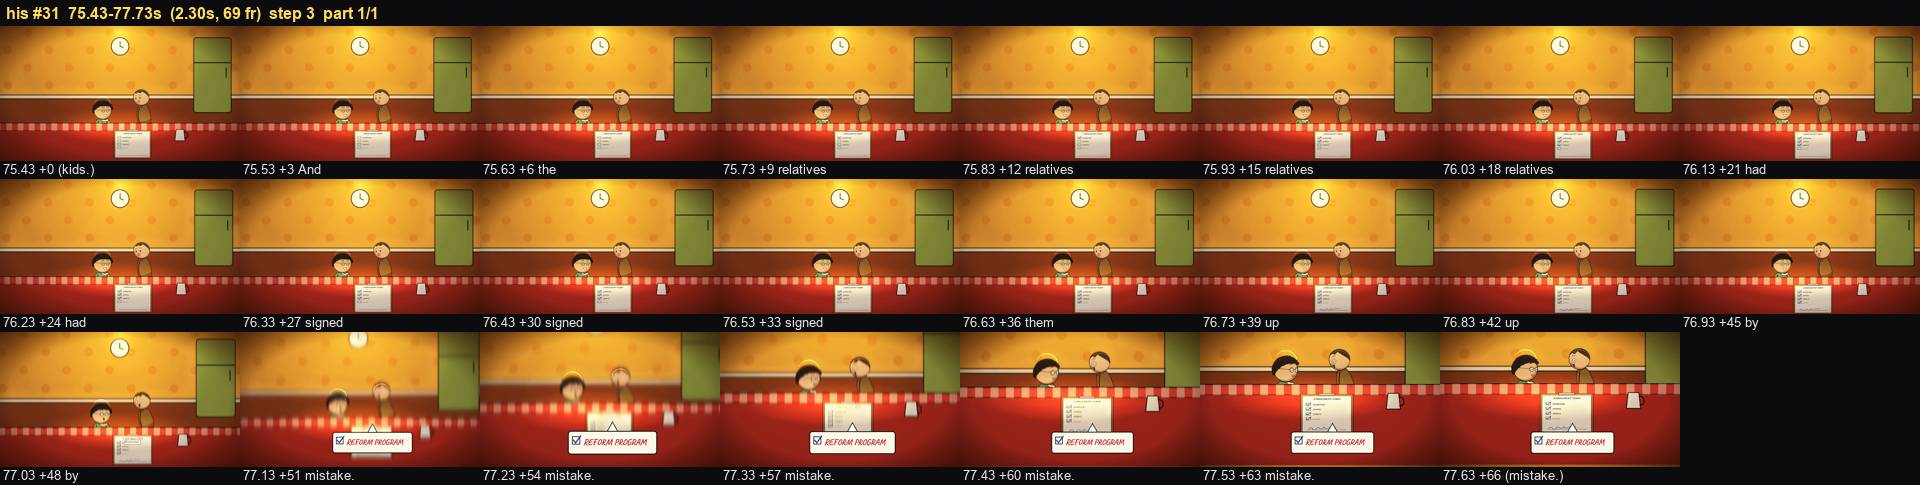 his #31 75.43-77.73s (2.30s, 69 fr) step 3 part 1/1
75.43 +0 (kids.)
75.53 +3 And
75.63 +6 the
75.73 +9 relatives
75.83 +12 relatives
75.93 +15 relatives
76.03 +18 relatives
76.13 +21 had
76.23 +24 had
76.33 +27 signed
76.43 +30 signed
76.53 +33 signed
76.63 +36 them
76.73 +39 up
76.83 +42 up
76.93 +45 by
REFORM PROGRAM
REFORM PROGRAM
REFORM PROGRAM
REFORM PROGRAM
REFORM PROGRAM
REFORM PROGRAM
77.03 +48 by
77.13 +51 mistake.
77.23 +54 mistake.
77.33 +57 mistake.
77.43 +60 mistake.
77.53 +63 mistake.
77.63 +66 (mistake.)